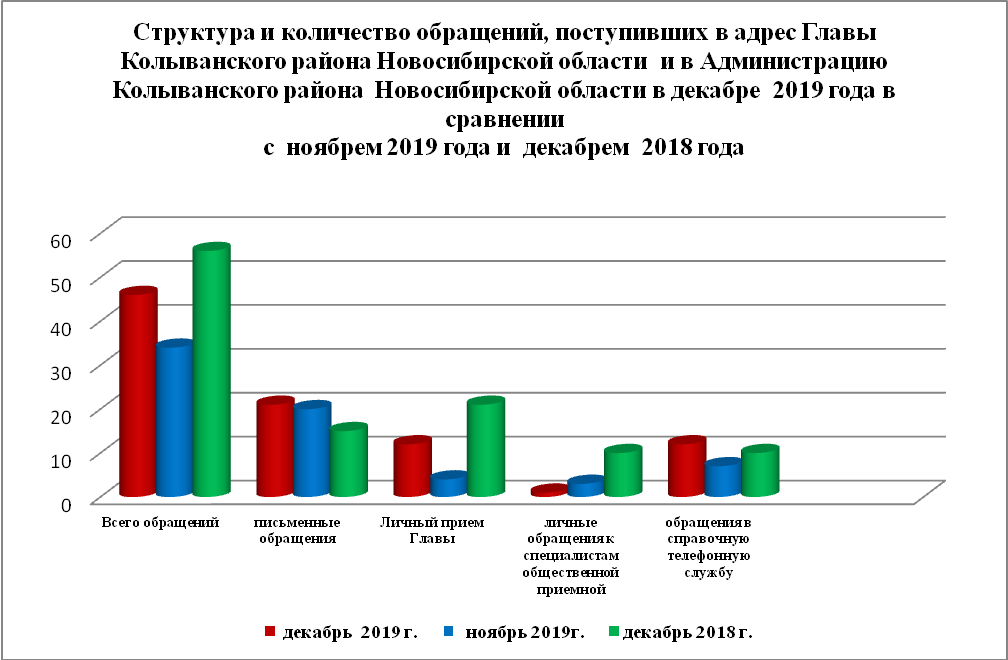 Структура и количество обращений, поступивших в адрес Главы
Колыванского района Новосибирской области и в Администрацию
Колыванского района Новосибирской области в декабре 2019 года в
сравнении
с ноябрем 2019 года и декабрем 2018 года
60
50
40
30
20
10
0
Всего обращений
письменные
обращения
Личный прием
Главы
личные
обращения к
специалистам
общественной
приемной
обращения в
справочную
телефонную
службу
декабрь 2019 г.
ноябрь 2019г.
декабрь 2018 г.